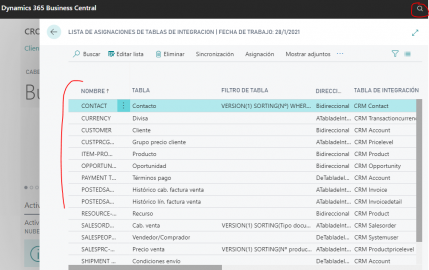 Dynamics 365 Business Central
CRO
Clien
LISTA DE ASIGNACIONES DE TABLAS DE INTEGRACIÓN | FECHA DE TRABAJO: 28/1/2021
Buscar Editar lista Eliminar Sincronización Asignación Mostrar adjuntos ...
CABE
Bu
NOMBRE ↑ TABLA FILTRO DE TABLA DIRECCI... TABLA DE INTEGRACIÓN
CONTACT Contacto VERSION(1) SORTING(Nº) WHER... Bidireccional CRM Contact
CURRENCY Divisa ATabladeInt... CRM Transactioncurrenc
CUSTOMER Cliente Bidireccional CRM Account
CUSTPRCG... Grupo precio cliente ATabladeInt... CRM Pricelevel
ITEM-PRO... Producto Bidireccional CRM Product
OPPORTUN... Oportunidad Bidireccional CRM Opportunity
PAYMENT T... Términos pago DeTabladeI... CRM Account
POSTEDSA... Histórico cab. factura venta ATabladeInt... CRM Invoice
POSTEDSA... Histórico lín. factura venta ATabladeInt... CRM Invoicedetail
RESOURCE-... Recurso Bidireccional CRM Product
SALESORD... Cab. venta VERSION(1) SORTING(Tipo docu... ATabladeInt... CRM Salesorder
SALESPEOP... Vendedor/Comprador DeTabladeI... CRM Systemuser
SALESPRC-... Precio venta VERSION(1) SORTING(Nº produc... ATabladeInt... CRM Productpricelevel
SHIPMENT ... Condiciones envío DeTabladeI... CRM Account
Activ
Activ
NUBE